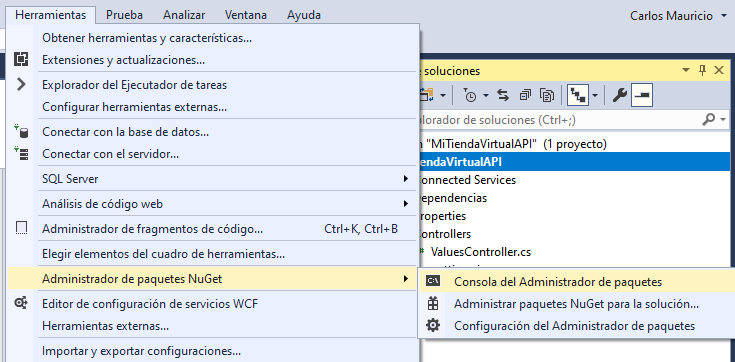 Herramientas Prueba Analizar Ventana Ayuda Carlos Mauricio
Obtener herramientas y características...
Extensiones y actualizaciones...
Explorador del Ejecutador de tareas
Configurar herramientas externas...
Conectar con la base de datos...
Conectar con el servidor...
SQL Server
Análisis de código web
Administrador de fragmentos de código... Ctrl+K, Ctrl+B
Elegir elementos del cuadro de herramientas...
Administrador de paquetes NuGet
Editor de configuración de servicios WCF
Herramientas externas...
Importar y exportar configuraciones...
e soluciones
lorador de soluciones (Ctrl+;)
n "MiTiendaVirtualAPI" (1 proyecto)
endaVirtualAPI
onnected Services
ependencias
roperties
ontrollers
ValuesController.cs
C:\
Consola del Administrador de paquetes
Administrar paquetes NuGet para la solución...
Configuración del Administrador de paquetes